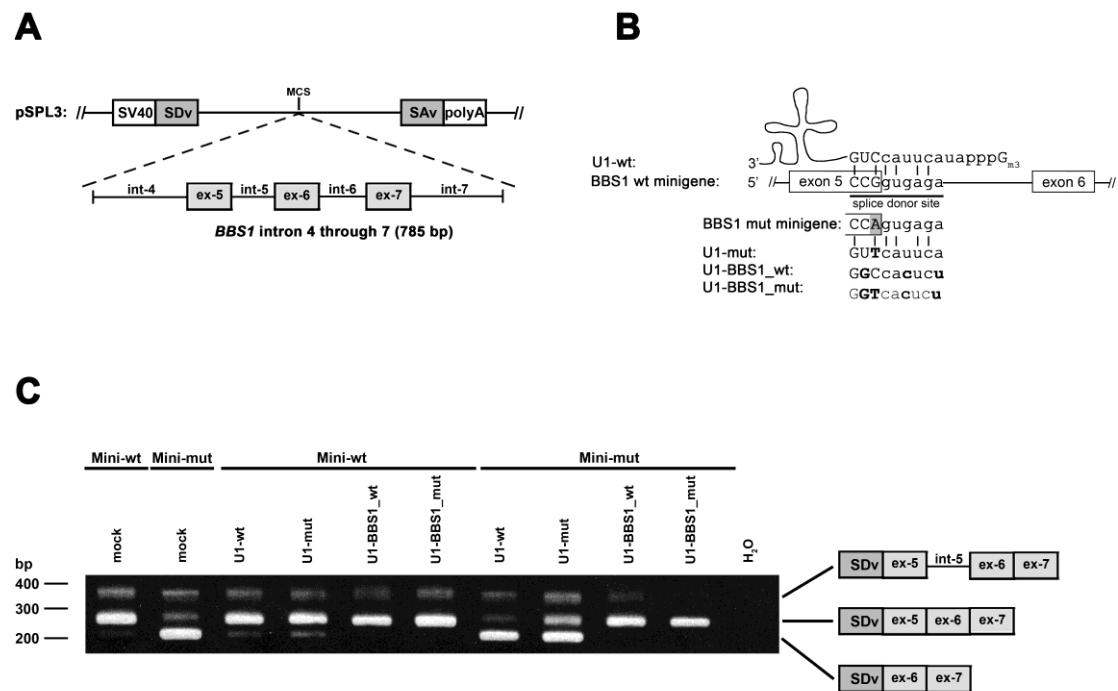 A
pSPL3: // SV40 SDv MCS SAv polyA //
int-4 ex-5 int-5 ex-6 int-6 ex-7 int-7
BBS1 intron 4 through 7 (785 bp)
B
U1-wt: 3' GUCcauucauapppGm3
BBS1 wt minigene: 5' // exon 5 CCGgugaga exon 6 //
splice donor site
BBS1 mut minigene: CCAgugaga
U1-mut: GUTcauuca
U1-BBS1_wt: GGCcacucu
U1-BBS1_mut: GGTcacucu
C
Mini-wt Mini-mut Mini-wt Mini-mut
mock mock U1-wt U1-mut U1-BBS1_wt U1-BBS1_mut U1-wt U1-mut U1-BBS1_wt U1-BBS1_mut H2O
bp
400
300
200
SDv ex-5 int-5 ex-6 ex-7
SDv ex-5 ex-6 ex-7
SDv ex-6 ex-7